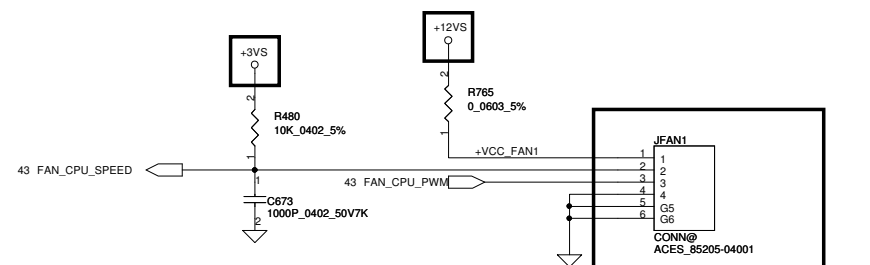 +12VS
+3VS
2
R765
0_0603_5%
1
2
R480
10K_0402_5%
1
+VCC_FAN1
JFAN1
1 1
2 2
3 3
4 4
5 G5
6 G6
43 FAN_CPU_SPEED
43 FAN_CPU_PWM
1
C673
1000P_0402_50V7K
2
CONN@
ACES_85205-04001